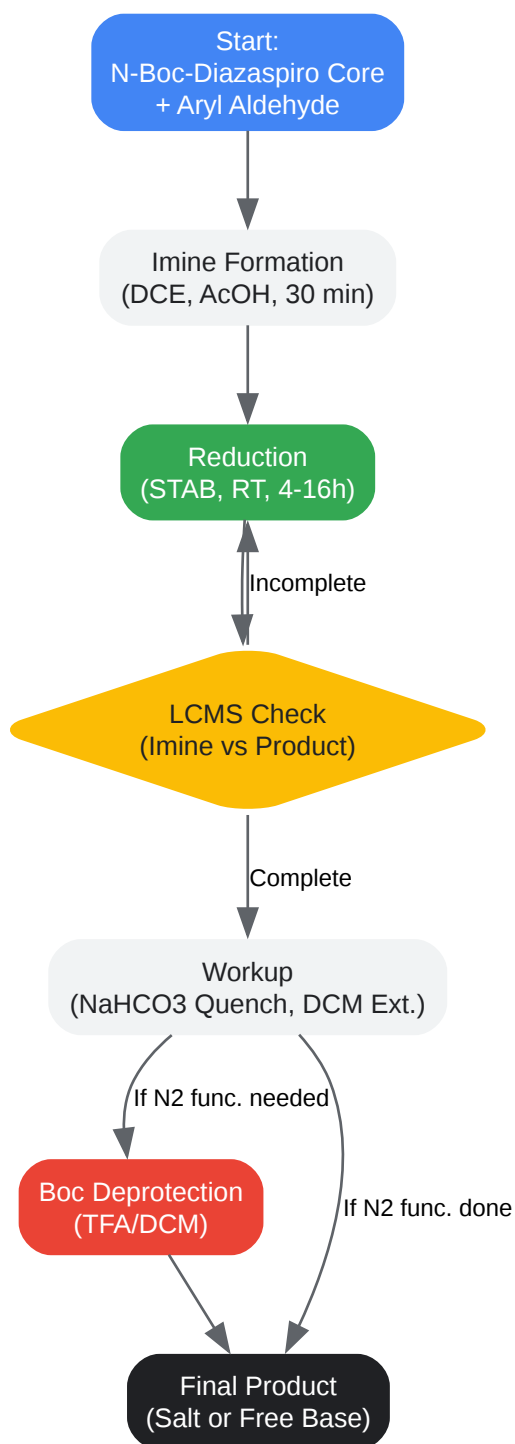 Start:
N-Boc-Diazaspiro Core
+ Aryl Aldehyde
Imine Formation
(DCE, AcOH, 30 min)
Reduction
(STAB, RT, 4-16h)
Incomplete
LCMS Check
(Imine vs Product)
Complete
Workup
(NaHCO3 Quench, DCM Ext.)
If N2 func. needed
Boc Deprotection
(TFA/DCM)
If N2 func. done
Final Product
(Salt or Free Base)